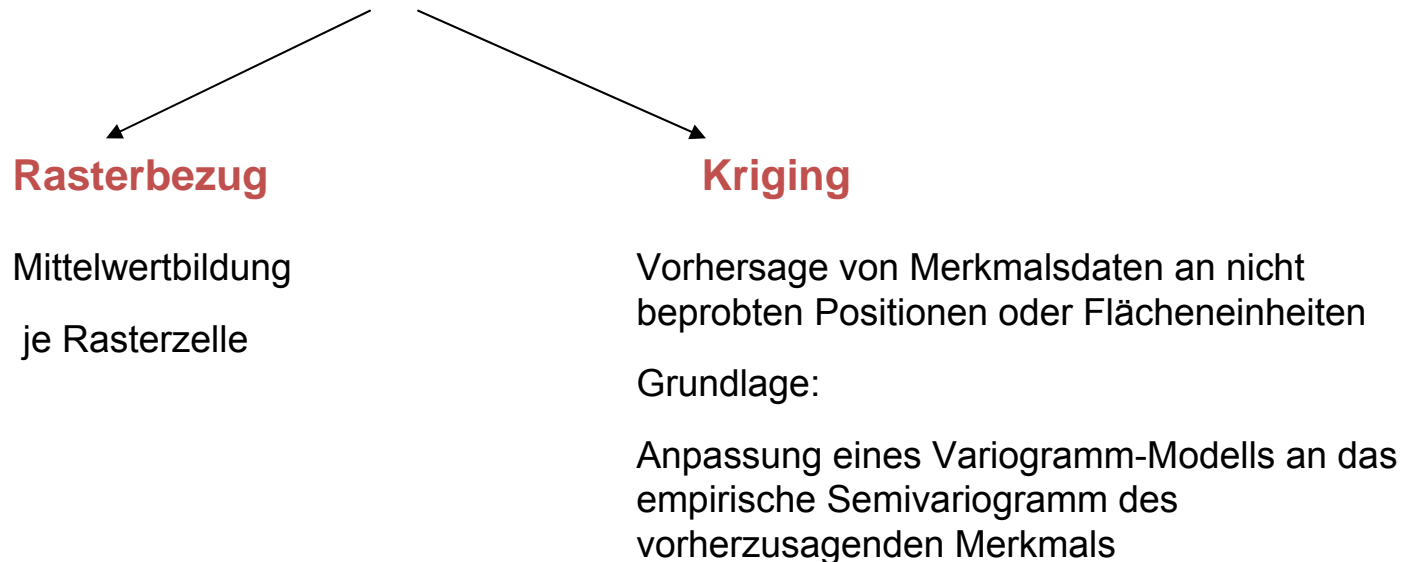 Rasterbezug
Mittelwertbildung
je Rasterzelle
Kriging
Vorhersage von Merkmalsdaten an nicht
beprobten Positionen oder Flächeneinheiten
Grundlage:
Anpassung eines Variogramm-Modells an das
empirische Semivariogramm des
vorherzusagenden Merkmals